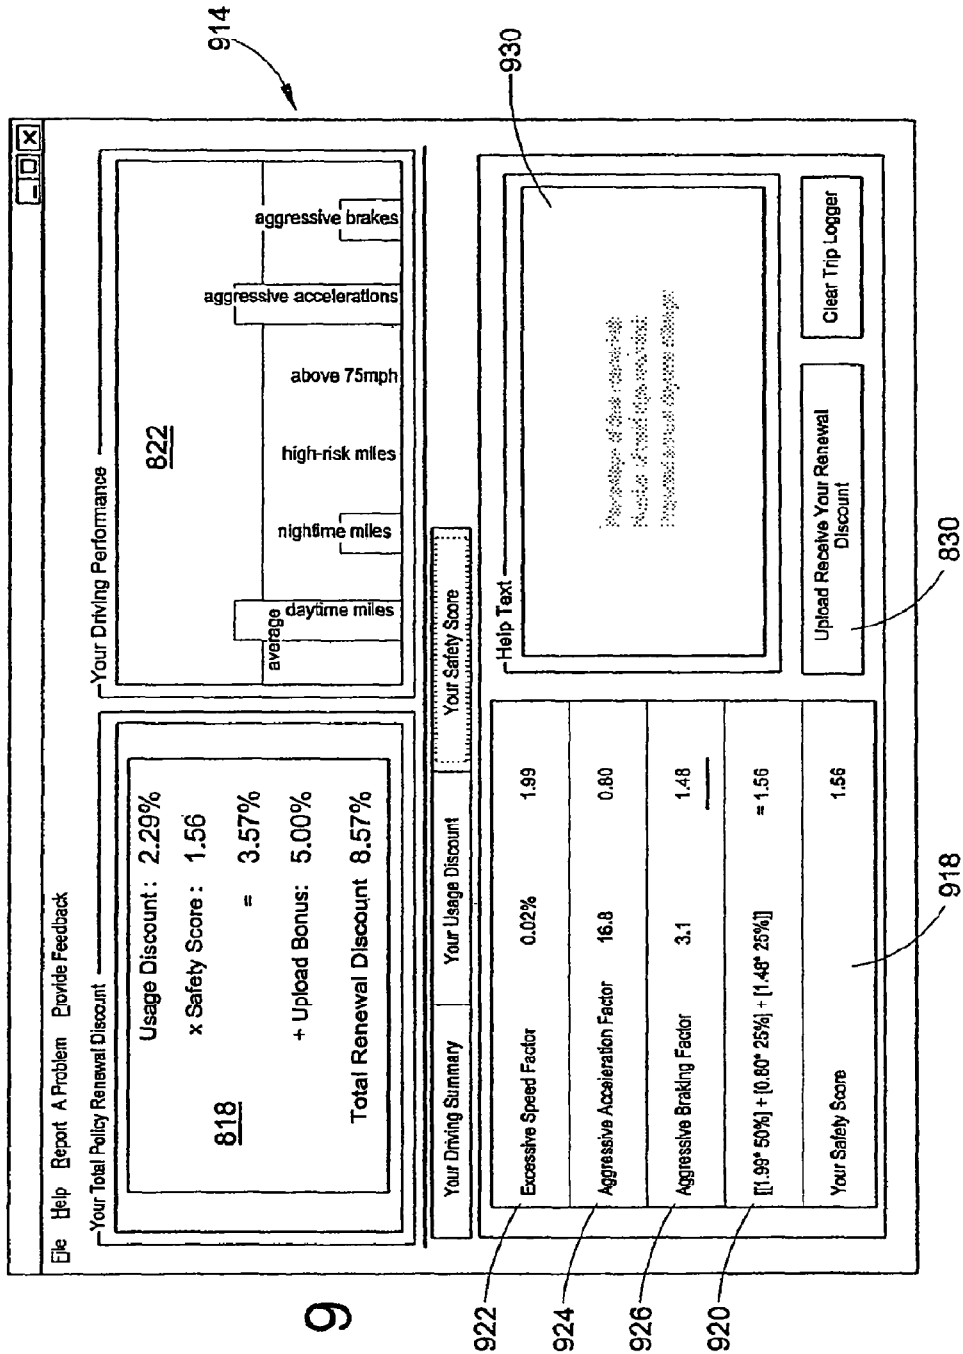 914
File Help Report A Problem Provide Feedback
Your Total Policy Renewal Discount
818
Usage Discount : 2.29%
x Safety Score : 1.56
= 3.57%
+ Upload Bonus: 5.00%
Total Renewal Discount 8.57%
Your Driving Performance
822
average
daytime miles
nightime miles
high-risk miles
above 75mph
aggressive accelerations
aggressive brakes
Your Driving Summary
Your Usage Discount
Your Safety Score
922
Excessive Speed Factor 0.02% 1.99
924
Aggressive Acceleration Factor 16.8 0.80
926
Aggressive Braking Factor 3.1 1.48
920
[[1.99* 50%] + [0.80* 25%] + [1.48* 25%]] = 1.56
Your Safety Score 1.56
918
Help Text
930
Upload Receive Your Renewal
Discount
830
Clear Trip Logger
9